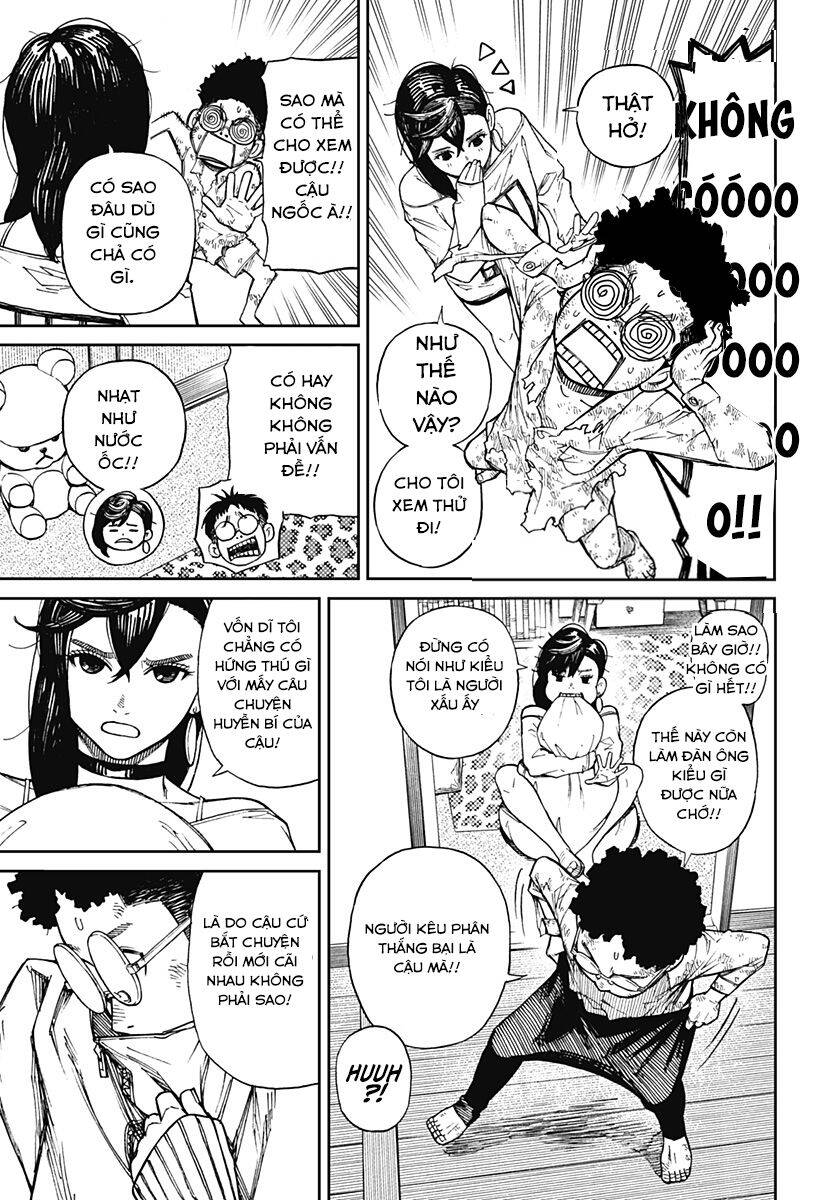 KHÔNG
CÓÓOO
OOOO
OOOO
OOO
O!!
THẬT
HỞ!
NHƯ
THẾ
NÀO
VẬY?
CHO TÔI
XEM THỬ
ĐI!
SAO MÀ
CÓ THỂ
CHO XEM
ĐƯỢC!!
CẬU
NGỐC À!!
CÓ SAO
ĐÂU DÙ
GÌ CŨNG
CHẢ CÓ
GÌ.
CÓ HAY
KHÔNG
KHÔNG
PHẢI VẤN
ĐỀ!!
NHẠT
NHƯ
NƯỚC
ỐC!!
LÀM SAO
BÂY GIỜ!!
KHÔNG CÓ
GÌ HẾT!!
THẾ NÀY CÒN
LÀM ĐÀN ÔNG
KIỂU GÌ
ĐƯỢC NỮA
CHỚ!!
ĐỪNG CÓ
NÓI NHƯ KIỂU
TÔI LÀ NGƯỜI
XẤU ẤY
NGƯỜI KÊU PHÂN
THẮNG BẠI LÀ
CẬU MÀ!!
HUUH
?!
VỐN DĨ TÔI
CHẲNG CÓ
HỨNG THÚ GÌ
VỚI MẤY CÂU
CHUYỆN
HUYỀN BÍ CỦA
CẬU!
LÀ DO CẬU CỨ
BẮT CHUYỆN
RỒI MỚI CÃI
NHAU KHÔNG
PHẢI SAO!